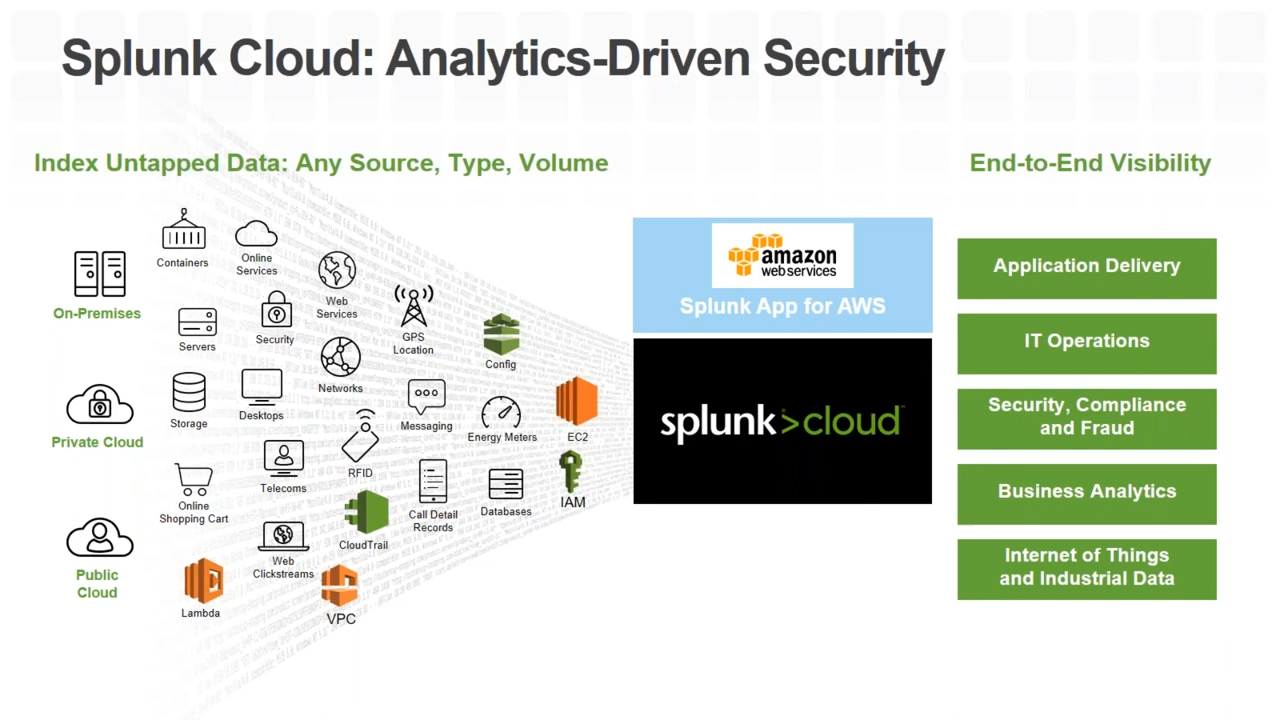 Splunk Cloud: Analytics-Driven Security
Index Untapped Data: Any Source, Type, Volume
End-to-End Visibility
On-Premises
Private Cloud
Public
Cloud
Containers
Online
Services
Web
Services
Servers
Security
GPS
Location
Config
Networks
Storage
Desktops
Messaging
Energy Meters
EC2
RFID
Telecoms
Online
Shopping Cart
Call Detail
Records
Databases
IAM
CloudTrail
Web
Clickstreams
Lambda
VPC
amazon
web services
Splunk App for AWS
splunk>cloud™
Application Delivery
IT Operations
Security, Compliance
and Fraud
Business Analytics
Internet of Things
and Industrial Data